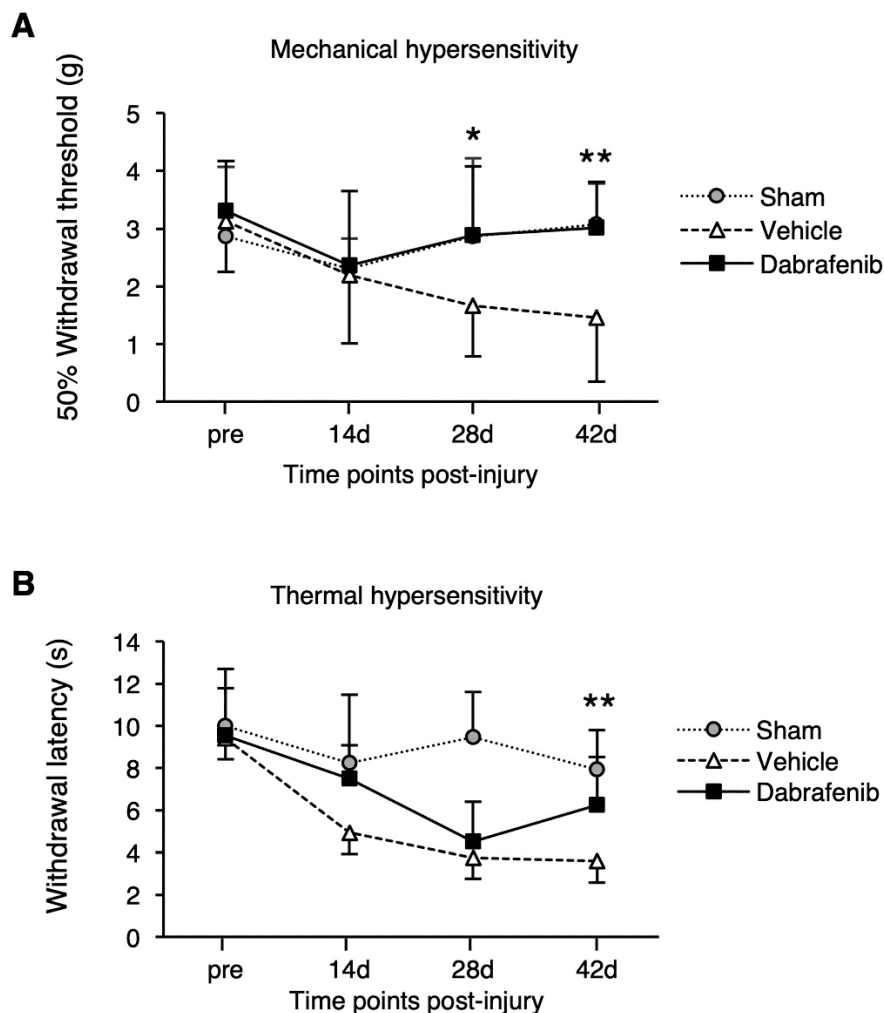 A
Mechanical hypersensitivity
50% Withdrawal threshold (g)
5
4
3
2
1
0
*
**
Sham
Vehicle
Dabrafenib
pre 14d 28d 42d
Time points post-injury
B
Thermal hypersensitivity
Withdrawal latency (s)
14
12
10
8
6
4
2
0
**
Sham
Vehicle
Dabrafenib
pre 14d 28d 42d
Time points post-injury